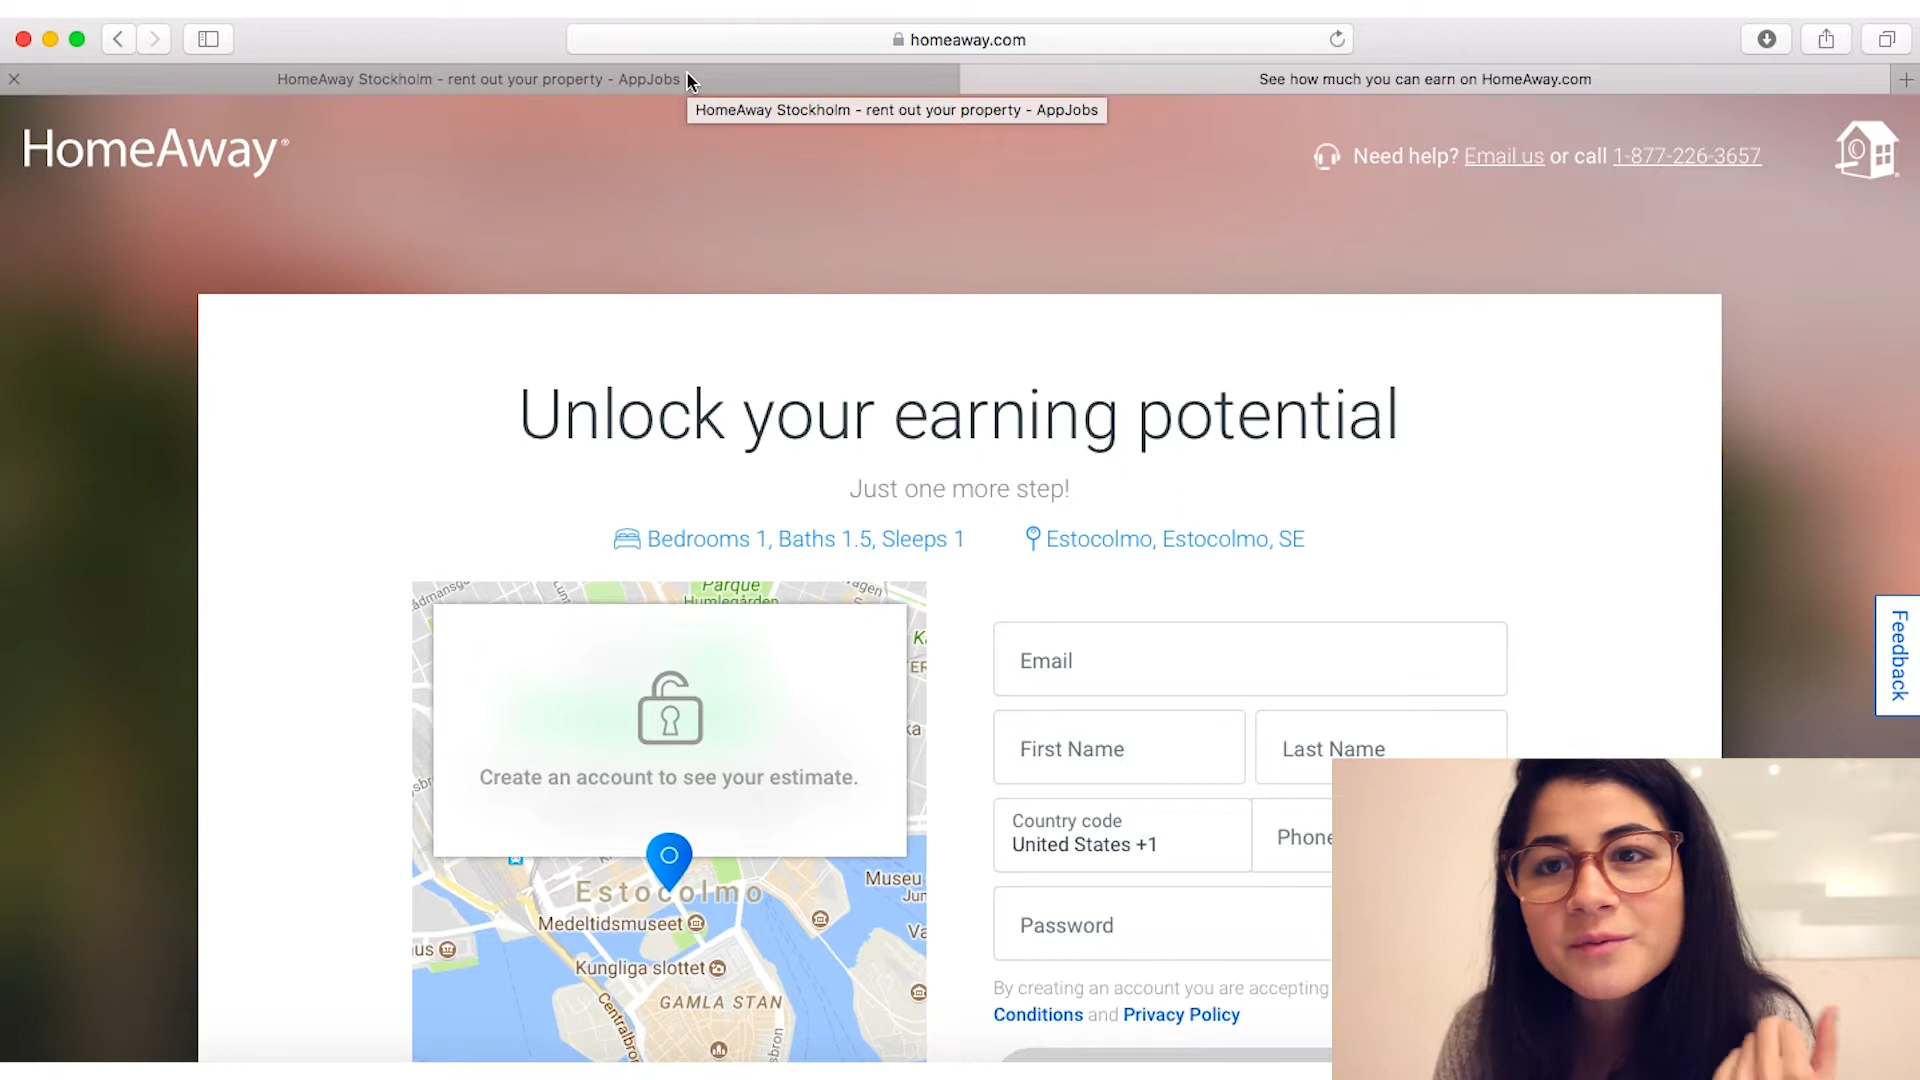 homeaway.com
HomeAway Stockholm - rent out your property - AppJobs
See how much you can earn on HomeAway.com
HomeAway Stockholm - rent out your property - AppJobs
HomeAway®
Need help? Email us or call 1-877-226-3657
Unlock your earning potential
Just one more step!
Bedrooms 1, Baths 1.5, Sleeps 1
Estocolmo, Estocolmo, SE
Parque
Humlegården
Create an account to see your estimate.
Estocolmo
Medeltidsmuseet
Museu
Kungliga slottet
GAMLA STAN
Centralbron
Email
First Name
Last Name
Country code
United States +1
Phone
Password
By creating an account you are accepting
Conditions and Privacy Policy
Feedback